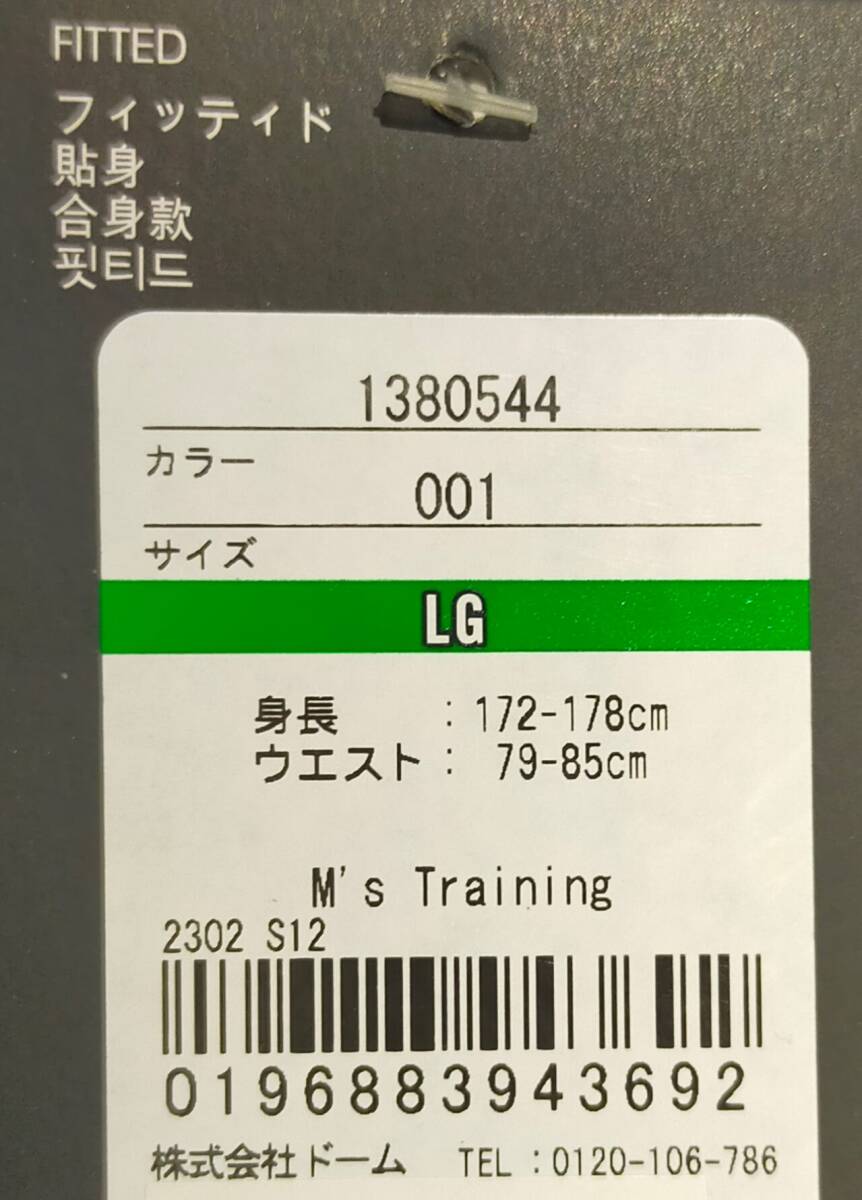 FITTED
フィッティド
貼身
合身款
핏티드
1380544
カラー
001
サイズ
LG
身長 : 172-178cm
ウエスト : 79-85cm
M's Training
2302 S12
0196883943692
株式会社ドーム TEL : 0120-106-786